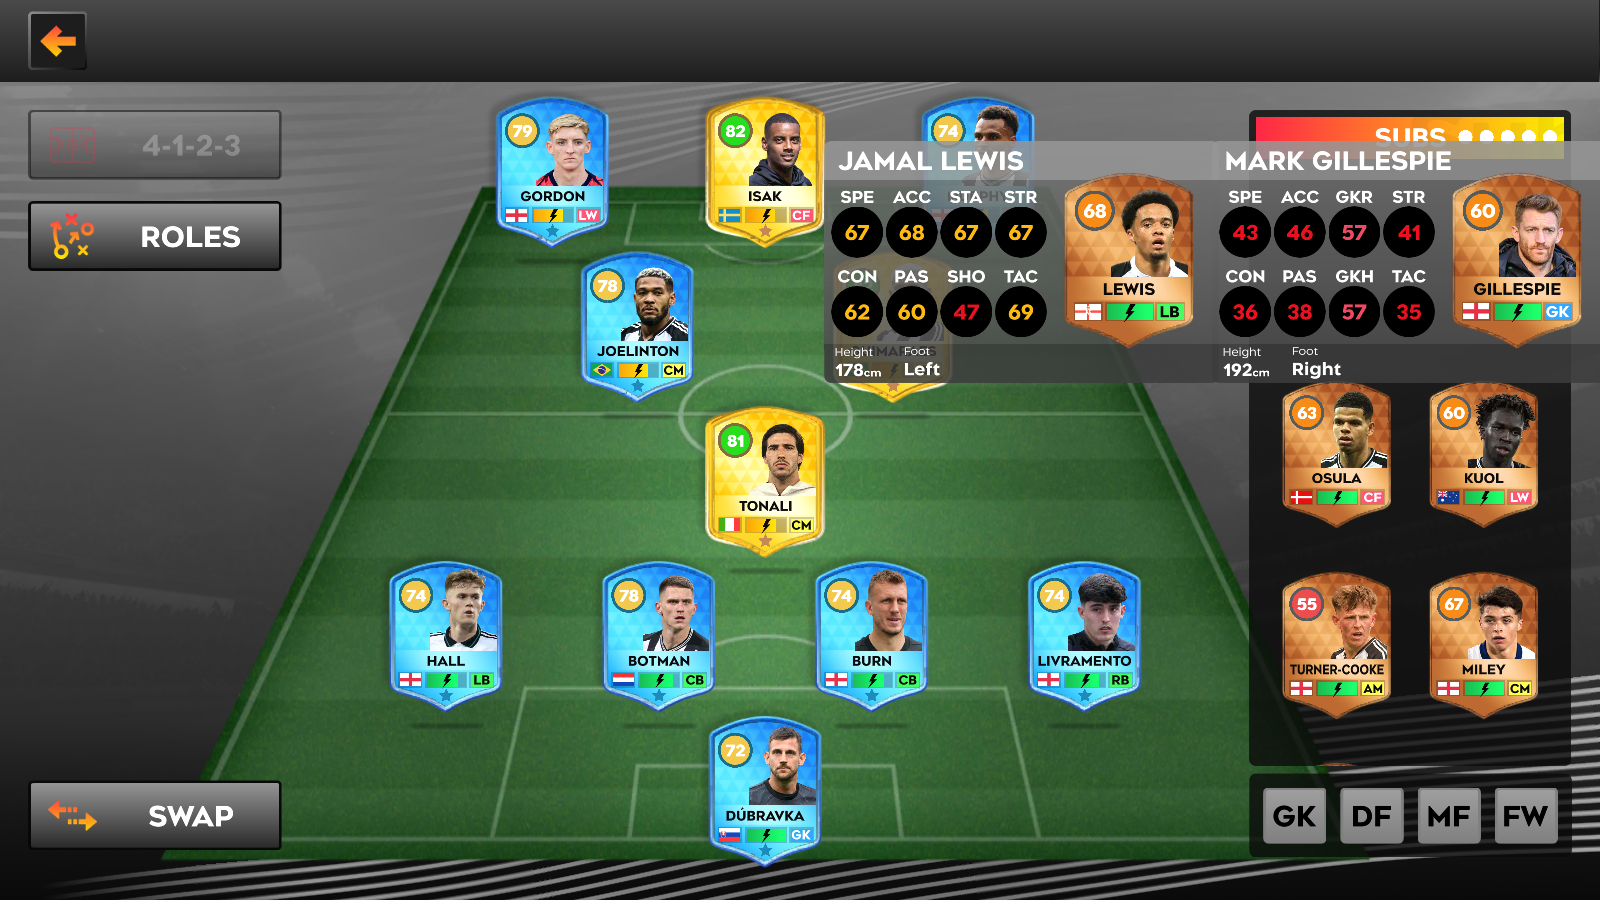 4-1-2-3
ROLES
SWAP
79
GORDON
LW
82
ISAK
CF
74
78
JOELINTON
CM
81
TONALI
CM
74
HALL
LB
78
BOTMAN
CB
74
BURN
CB
74
LIVRAMENTO
RB
72
DÚBRAVKA
GK
SUBS
JAMAL LEWIS
SPE ACC STA STR
67 68 67 67
CON PAS SHO TAC
62 60 47 69
Height Foot
178cm Left
68
LEWIS
LB
MARK GILLESPIE
SPE ACC GKR STR
43 46 57 41
CON PAS GKH TAC
36 38 57 35
Height Foot
192cm Right
60
GILLESPIE
GK
63
OSULA
CF
60
KUOL
LW
55
TURNER-COOKE
AM
67
MILEY
CM
GK DF MF FW